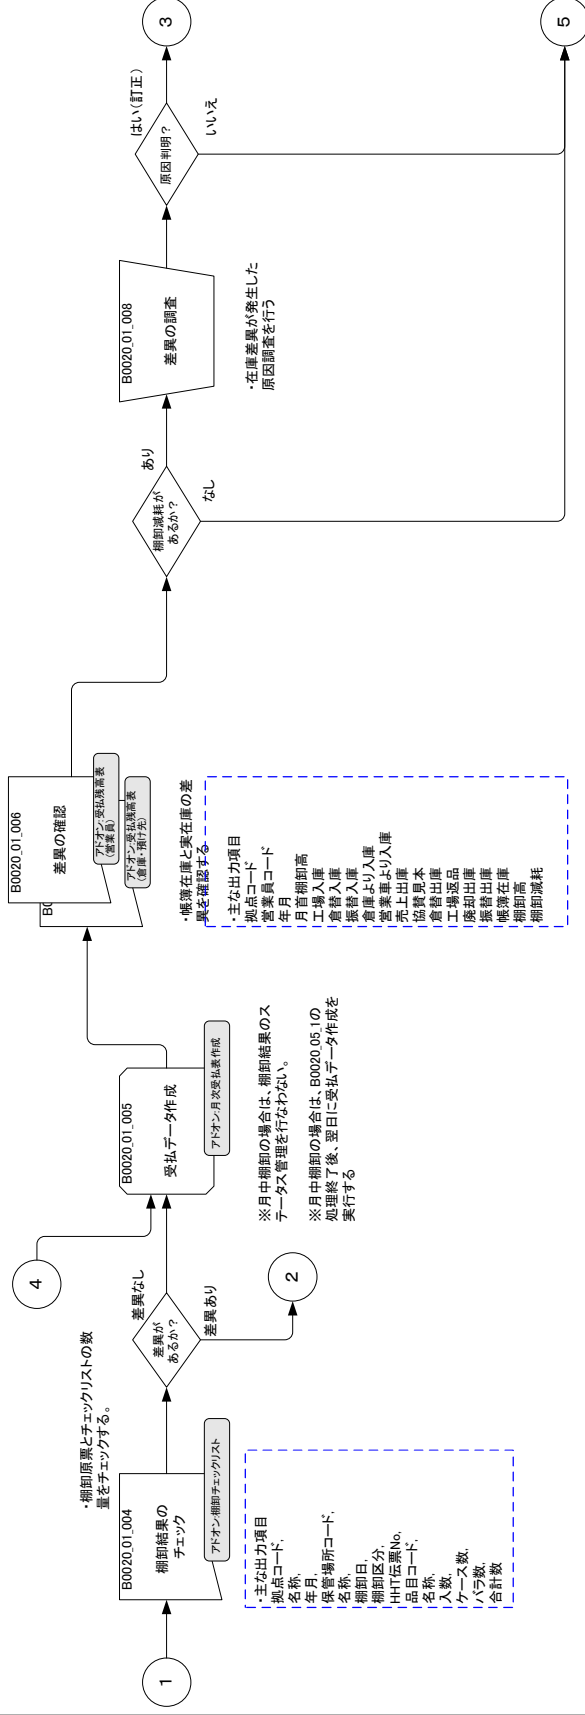 1
・棚卸原票とチェックリストの数
量をチェックする。
B0020_01_004
棚卸結果の
チェック
アドオン:棚卸チェックリスト
・主な出力項目
拠点コード,
名称,
年月,
保管場所コード,
名称,
棚卸日,
棚卸区分,
HHT伝票No,
品目コード,
名称,
入数,
ケース数,
バラ数,
合計数
差異が
あるか？
差異なし
差異あり
2
4
B0020_01_005
受払データ作成
アドオン:月次受払表作成
※月中棚卸の場合は、棚卸結果のス
テータス管理を行なわない。
※月中棚卸の場合は、B0020_05_1の
処理終了後、翌日に受払データ作成を
実行する
B0020_01_006
差異の確認
アドオン:受払残高表
（営業員）
アドオン:受払残高表
（倉庫・預け先）
・帳簿在庫と実在庫の差
異を確認する
・主な出力項目
拠点コード
営業員コード
年月
月首棚卸高
工場入庫
倉替入庫
振替入庫
倉庫より入庫
営業車より入庫
売上出庫
協賛見本
倉替出庫
工場返品
廃却出庫
振替出庫
帳簿在庫
棚卸高
棚卸減耗
棚卸減耗が
あるか？
あり
なし
B0020_01_008
差異の調査
・在庫差異が発生した
原因調査を行う
原因判明？
はい（訂正）
いいえ
3
5